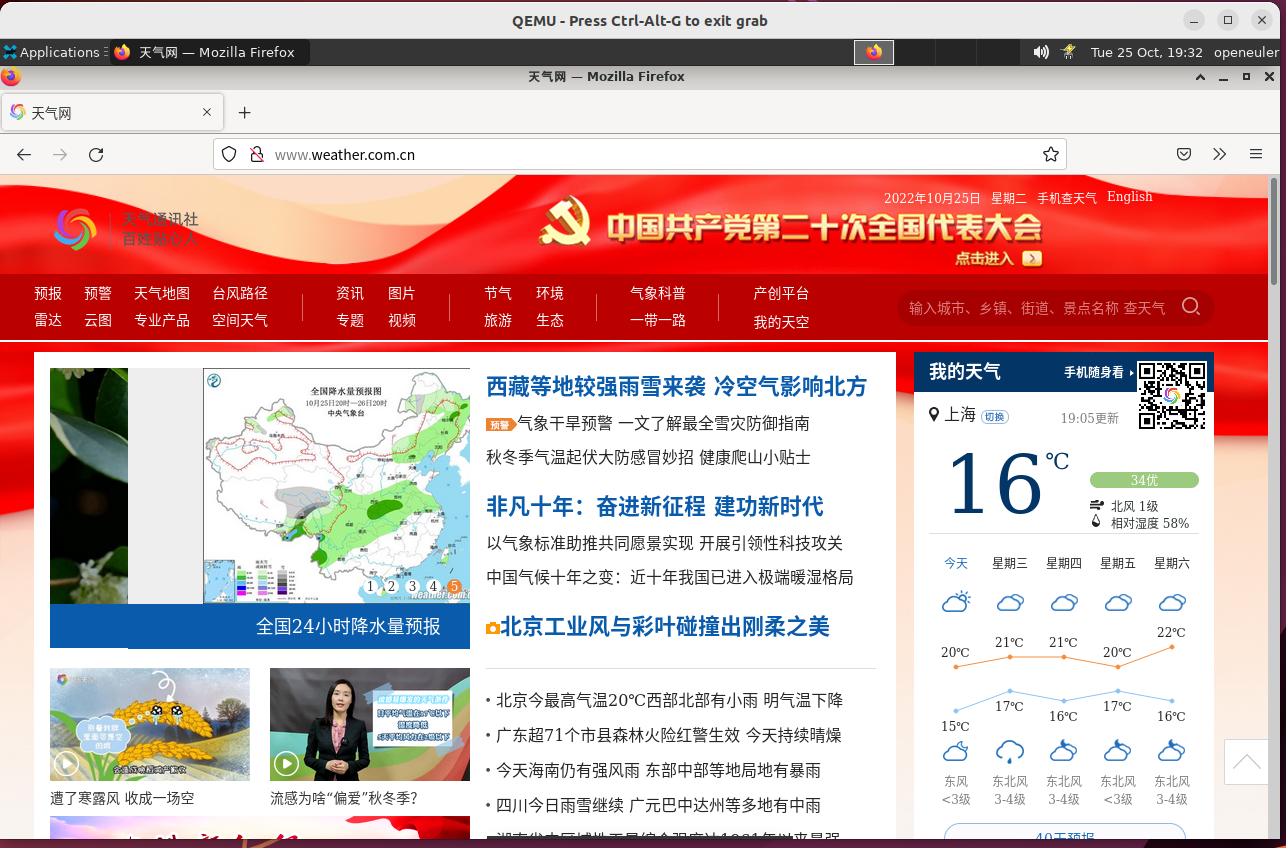 QEMU - Press Ctrl-Alt-G to exit grab
Applications
天气网 — Mozilla Firefox
Tue 25 Oct, 19:32
openeuler
天气网 — Mozilla Firefox
天气网
www.weather.com.cn
2022年10月25日 星期二 手机查天气 English
天气通讯社
百姓贴心人
中国共产党第二十次全国代表大会
点击进入
预报 预警 天气地图 台风路径 资讯 图片 节气 环境 气象科普 产创平台
雷达 云图 专业产品 空间天气 专题 视频 旅游 生态 一带一路 我的天空
输入城市、乡镇、街道、景点名称 查天气
全国降水量预报图
10月25日20时—26日20时
中央气象台
1 2 3 4 5
全国24小时降水量预报
遭了寒露风 收成一场空
流感为啥“偏爱”秋冬季?
西藏等地较强雨雪来袭 冷空气影响北方
预警 气象干旱预警 一文了解最全雪灾防御指南
秋冬季气温起伏大防感冒妙招 健康爬山小贴士
非凡十年：奋进新征程 建功新时代
以气象标准助推共同愿景实现 开展引领性科技攻关
中国气候十年之变：近十年我国已进入极端暖湿格局
北京工业风与彩叶碰撞出刚柔之美
北京今最高气温20℃西部北部有小雨 明气温下降
广东超71个市县森林火险红警生效 今天持续晴燥
今天海南仍有强风雨 东部中部等地局地有暴雨
四川今日雨雪继续 广元巴中达州等多地有中雨
我的天气
手机随身看
上海 切换 19:05更新
16℃
34优
北风 1级
相对湿度 58%
今天 星期三 星期四 星期五 星期六
20℃ 21℃ 21℃ 20℃ 22℃
15℃ 17℃ 16℃ 17℃ 16℃
东风 东北风 东北风 东北风 东北风
<3级 3-4级 3-4级 <3级 3-4级
40天预报